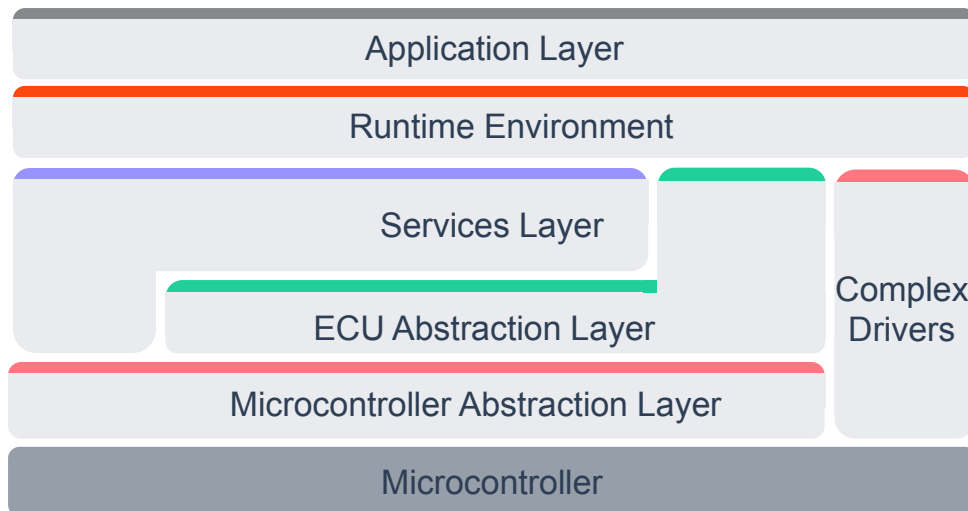 Application Layer
Runtime Environment
Services Layer
Complex
Drivers
ECU Abstraction Layer
Microcontroller Abstraction Layer
Microcontroller